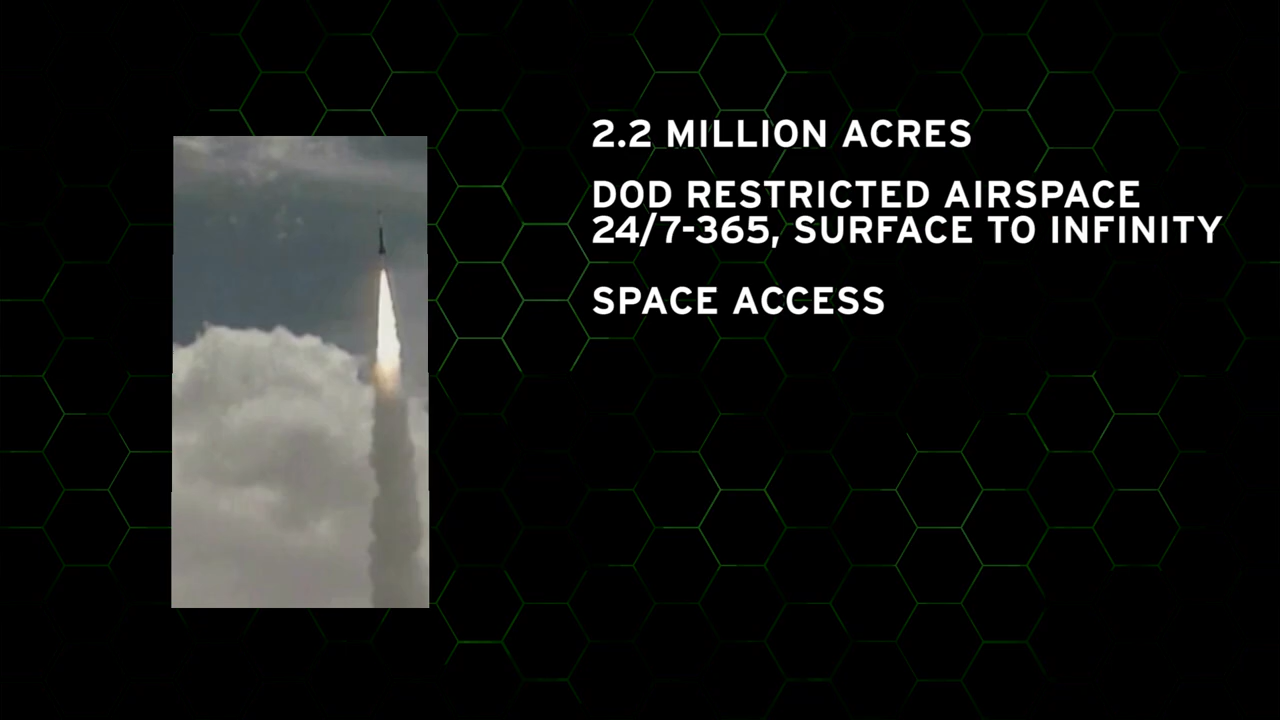 2.2 MILLION ACRES
DOD RESTRICTED AIRSPACE
24/7-365, SURFACE TO INFINITY
SPACE ACCESS